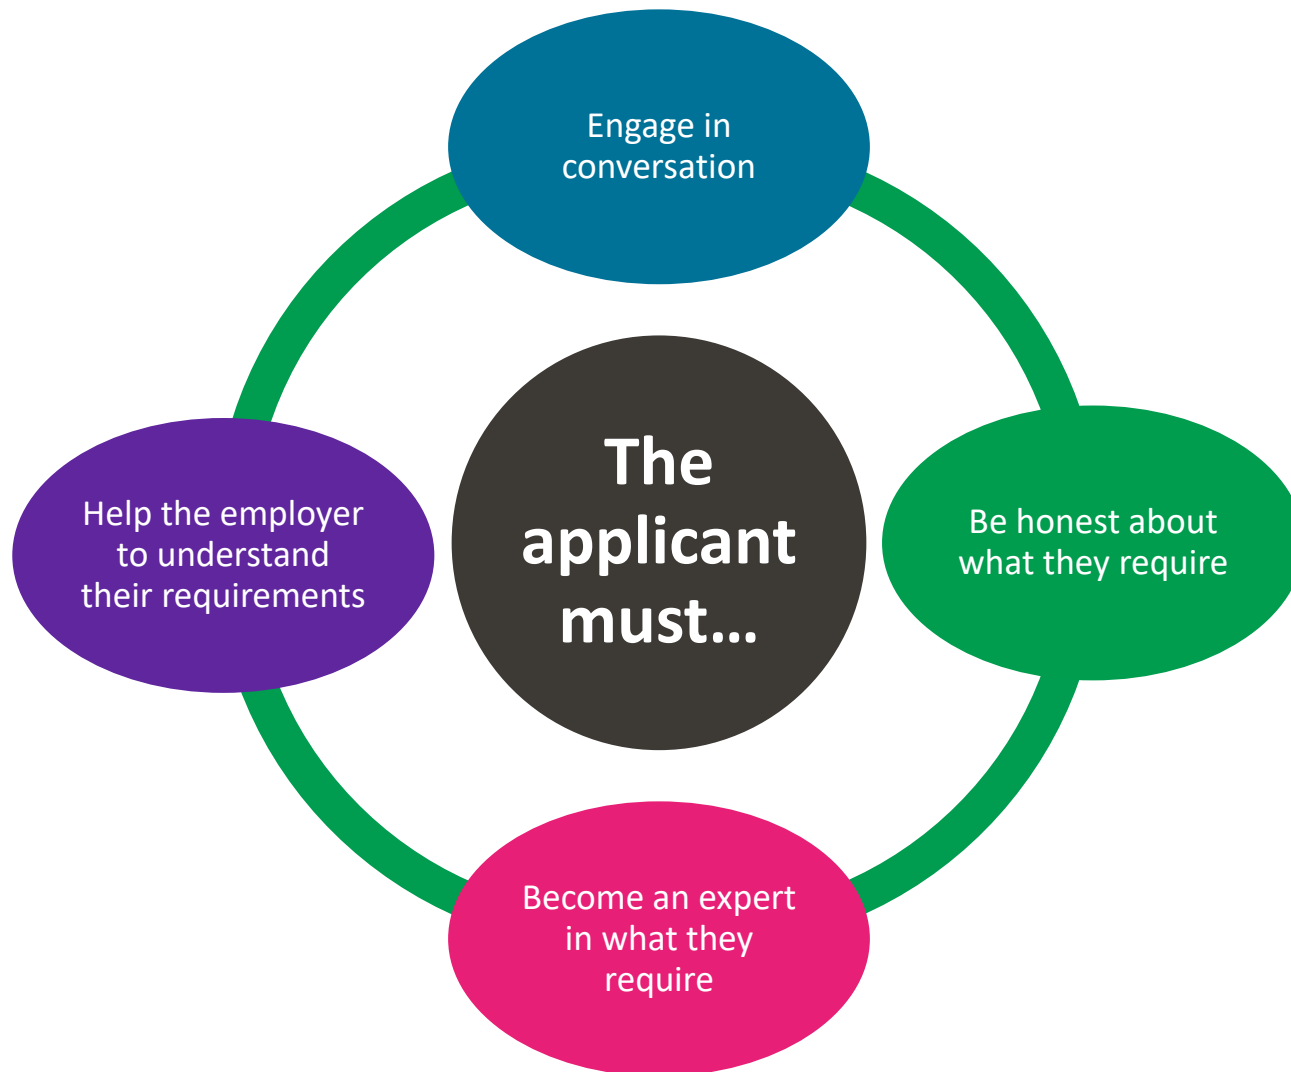 Engage in
conversation
The
applicant
must…
Help the employer
to understand
their requirements
Be honest about
what they require
Become an expert
in what they
require